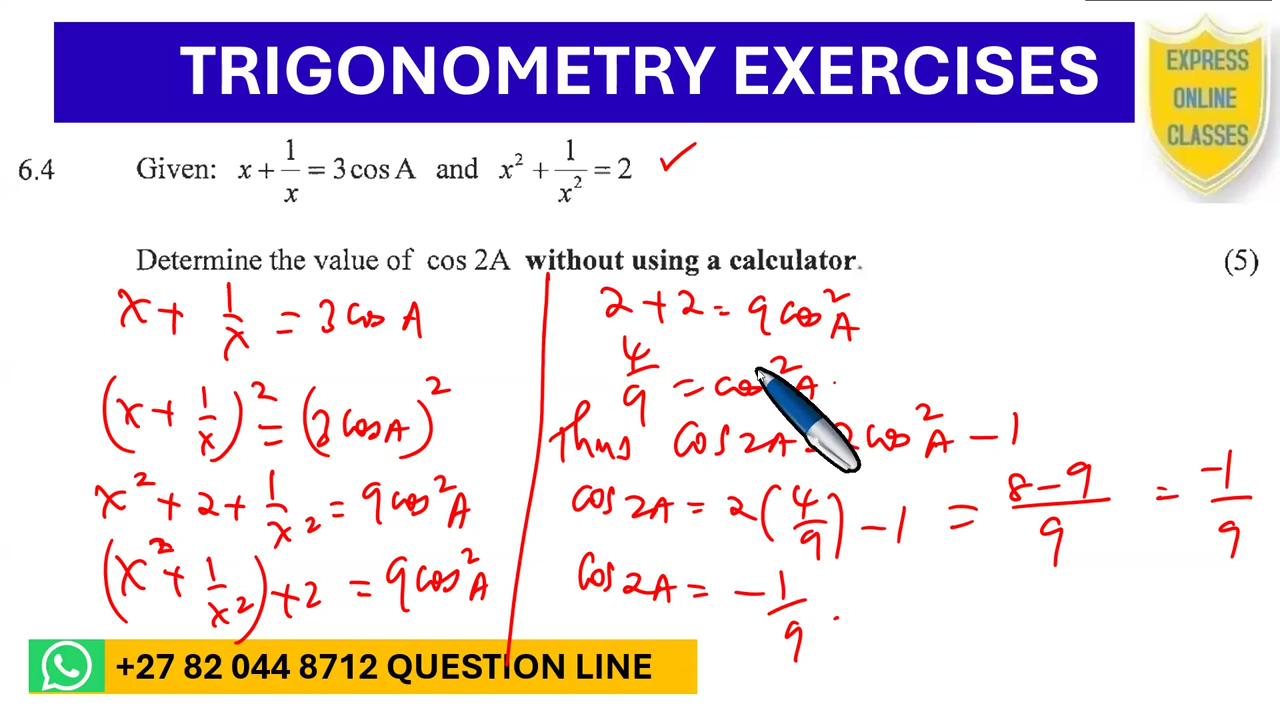 TRIGONOMETRY EXERCISES
EXPRESS
ONLINE
CLASSES
6.4 Given: x + 1/x = 3 cos A and x² + 1/x² = 2
Determine the value of cos 2A without using a calculator. (5)
x + 1/x = 3 cos A
(x + 1/x)² = (3 cos A)²
x² + 2 + 1/x² = 9 cos² A
(x² + 1/x²) + 2 = 9 cos² A
2 + 2 = 9 cos² A
4/9 = cos² A.
Thus cos 2A = 2 cos² A − 1
cos 2A = 2(4/9) − 1 = (8 − 9)/9 = −1/9
cos 2A = −1/9.
+27 82 044 8712 QUESTION LINE